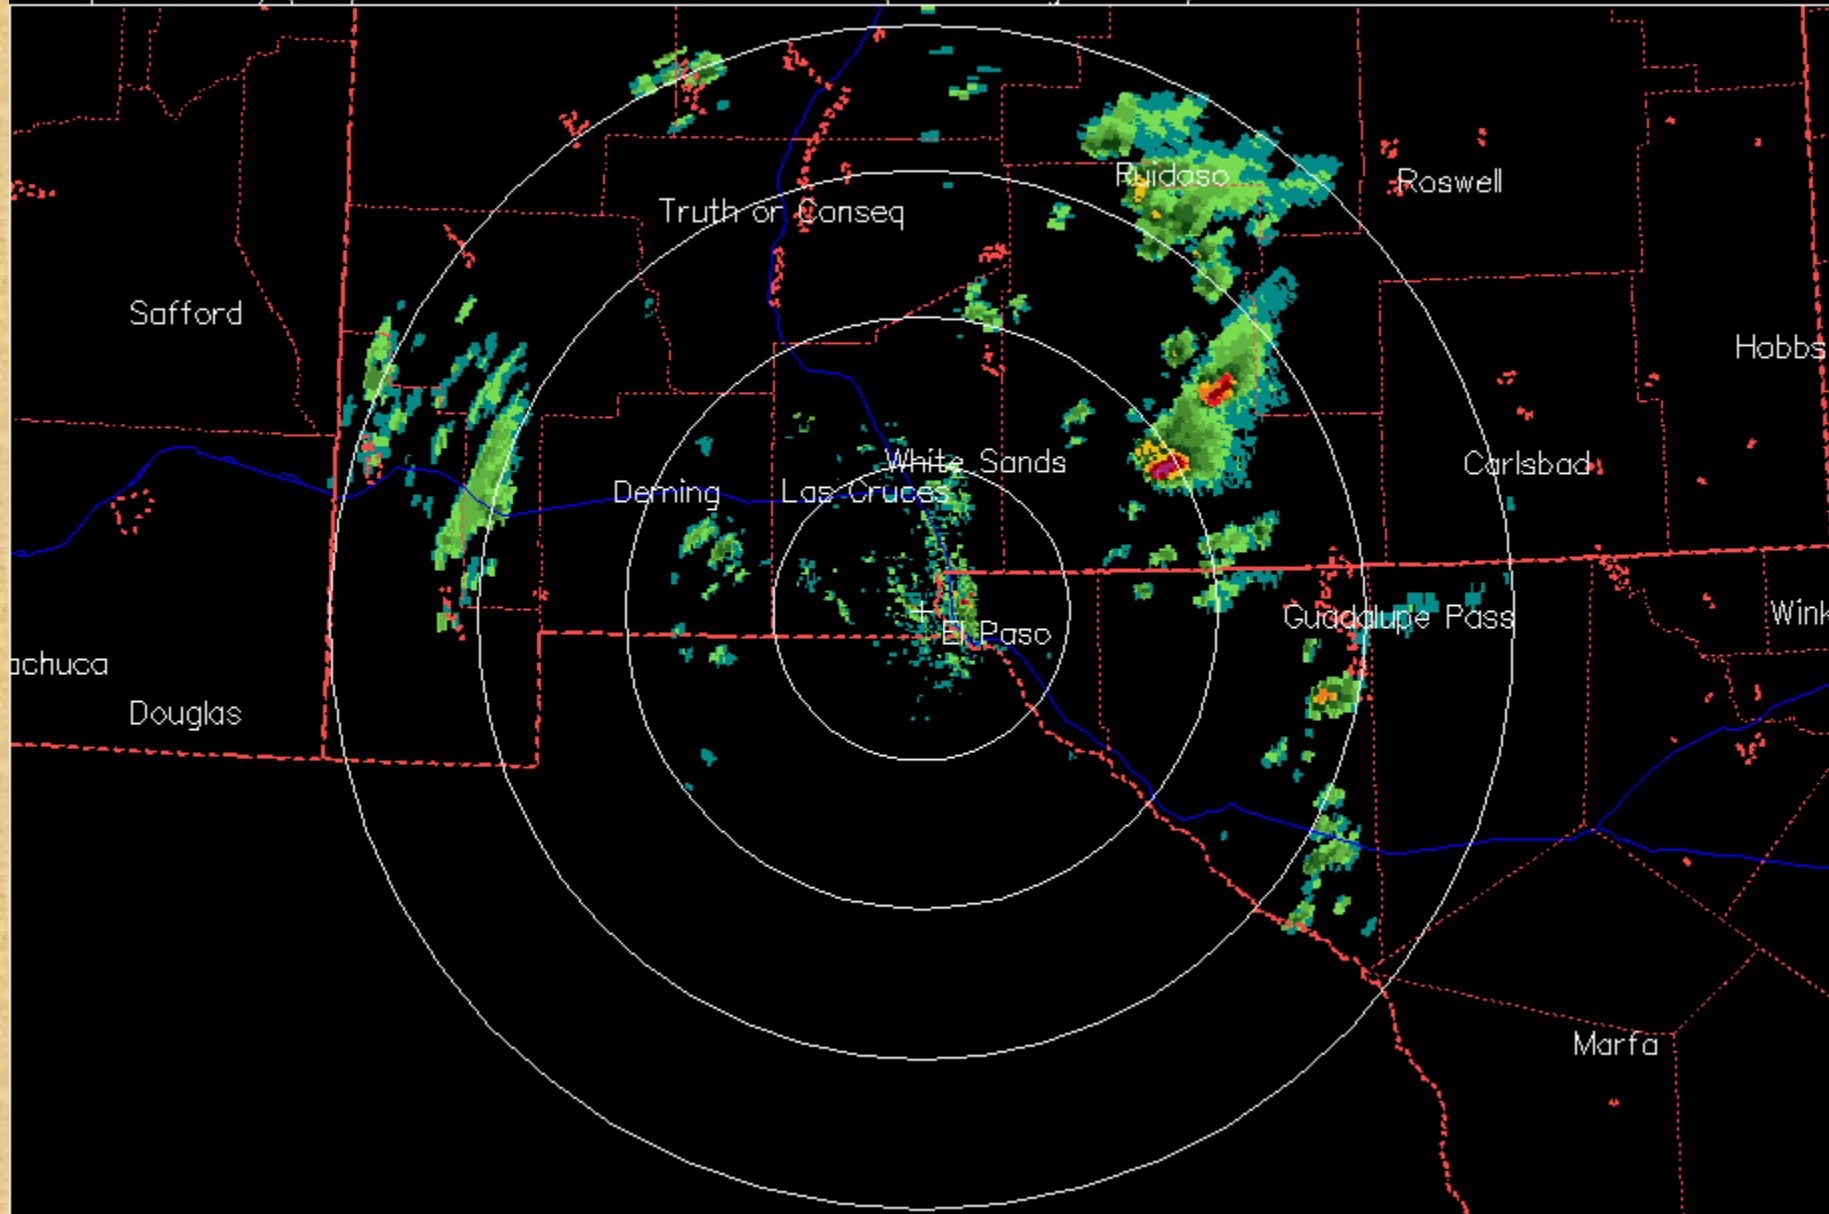 Ruidoso
Roswell
Truth or Conseq
Safford
Hobbs
White Sands
Carlsbad
Deming
Las Cruces
Guadalupe Pass
Wink
El Paso
achuca
Douglas
Marfa